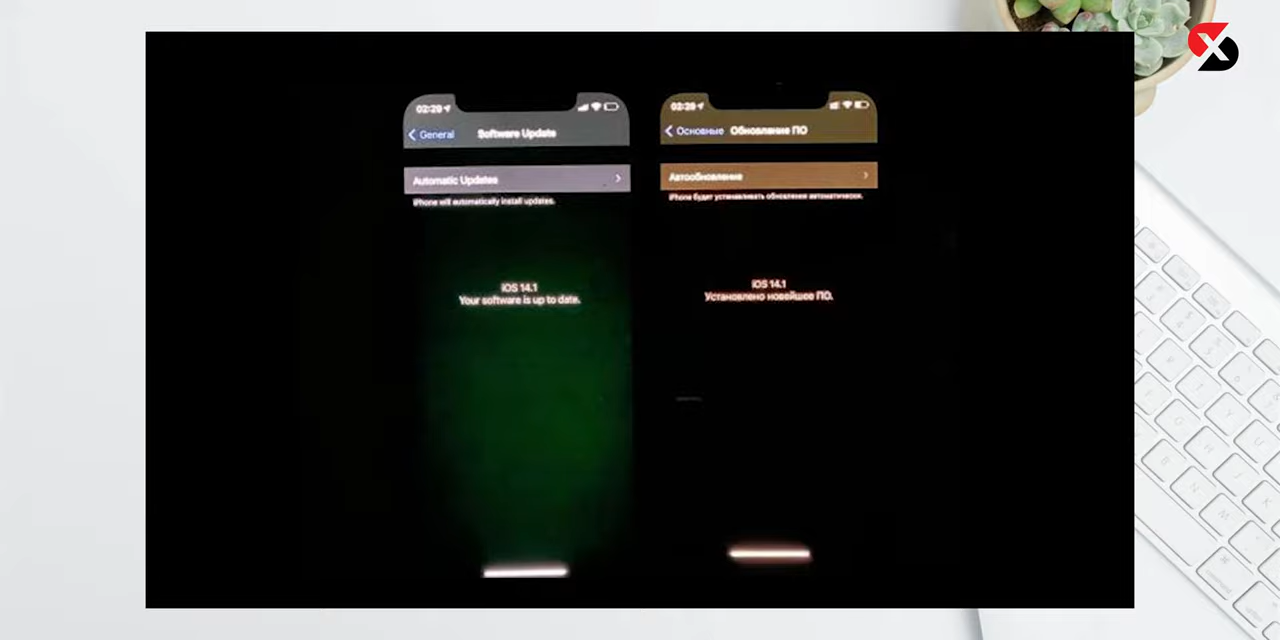 02:29
General
Software Update
Automatic Updates
iPhone will automatically install updates.
iOS 14.1
Your software is up to date.
02:29
Основные
Обновление ПО
Автообновление
iPhone будет устанавливать обновления автоматически.
iOS 14.1
Установлено новейшее ПО.
X